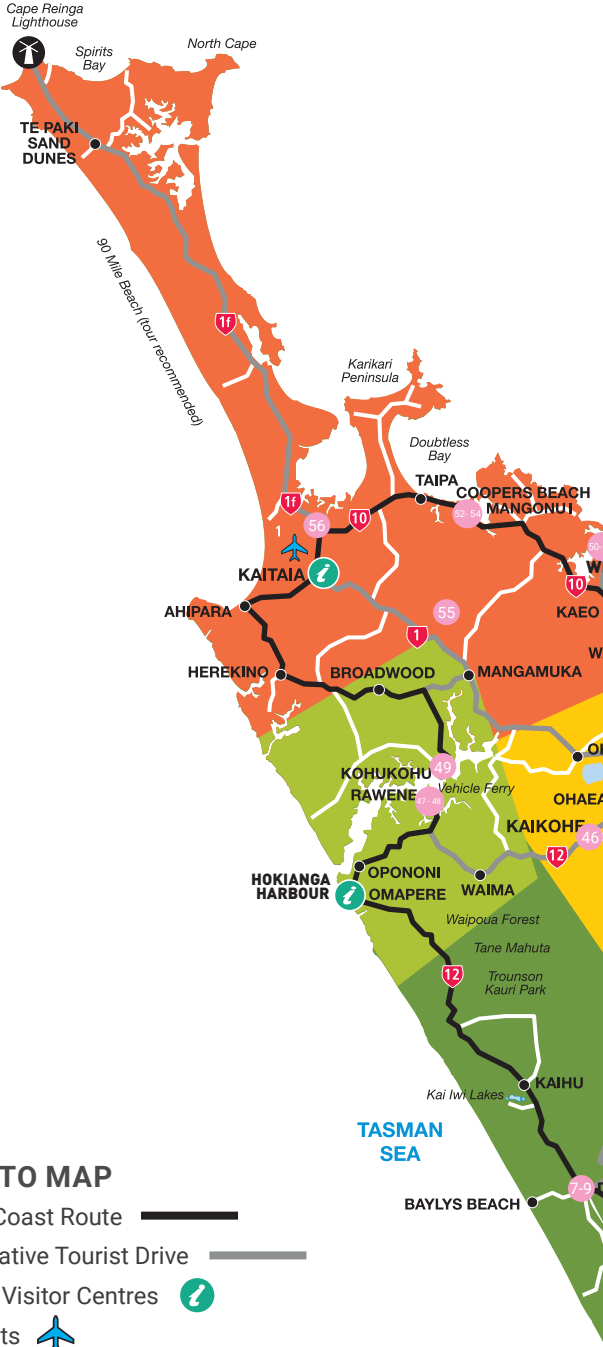 Cape Reinga
Lighthouse
Spirits
Bay
North Cape
TE PAKI
SAND
DUNES
90 Mile Beach (tour recommended)
1f
Karikari
Peninsula
Doubtless
Bay
TAIPA
COOPERS BEACH
MANGONUI
1f
56
10
52-54
1
50-
W
KAITAIA
i
10
AHIPARA
55
KAEO
1
W
HEREKINO
BROADWOOD
MANGAMUKA
KOHUKOHU
49
Vehicle Ferry
RAWENE
47-48
OHAEA
KAIKOHE
46
12
HOKIANGA
HARBOUR
i
OPONONI
OMAPERE
WAIMA
Waipoua Forest
Tane Mahuta
12
Trounson
Kauri Park
Kai Iwi Lakes
KAIHU
TASMAN
SEA
7-9
BAYLYS BEACH
TO MAP
Coast Route
ative Tourist Drive
Visitor Centres
i
ts